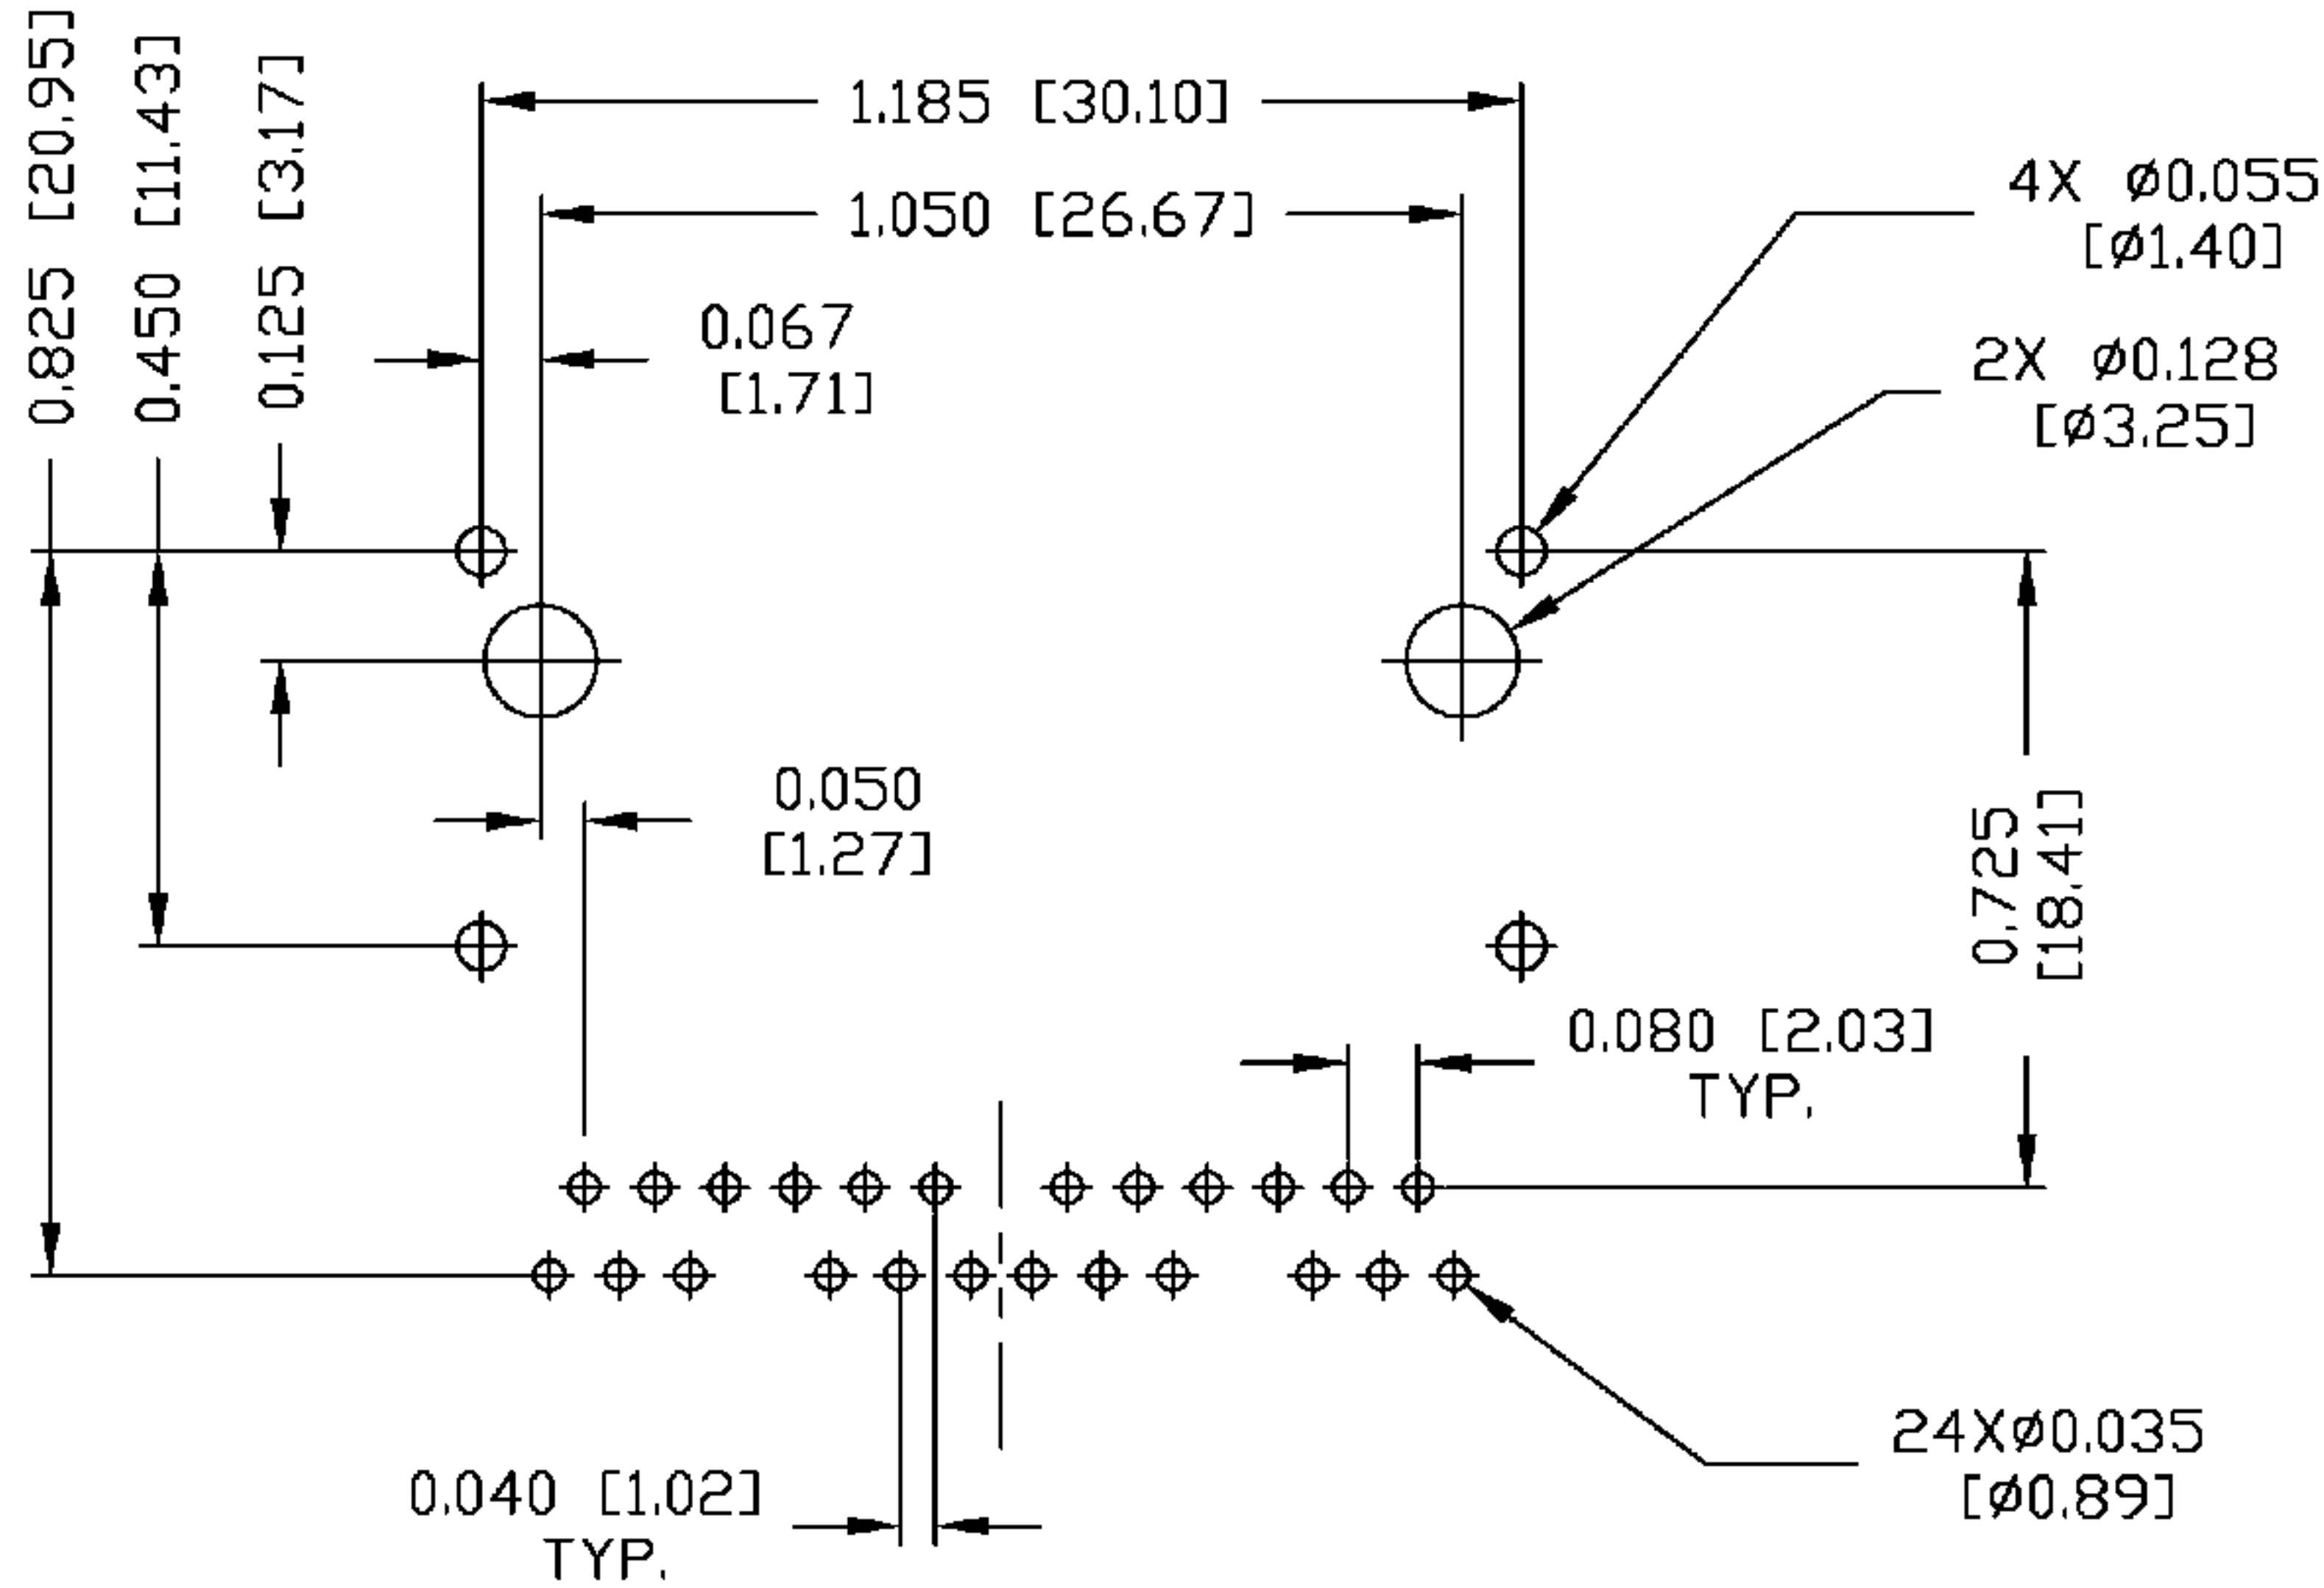 0.825 [20.95]
0.450 [11.43]
0.125 [3.17]
1.185 [30.10]
1.050 [26.67]
4X ø0.055
[ø1.40]
0.067
[1.71]
2X ø0.128
[ø3.25]
0.050
[1.27]
0.725
[18.41]
0.080 [2.03]
TYP.
0.040 [1.02]
TYP.
24Xø0.035
[ø0.89]